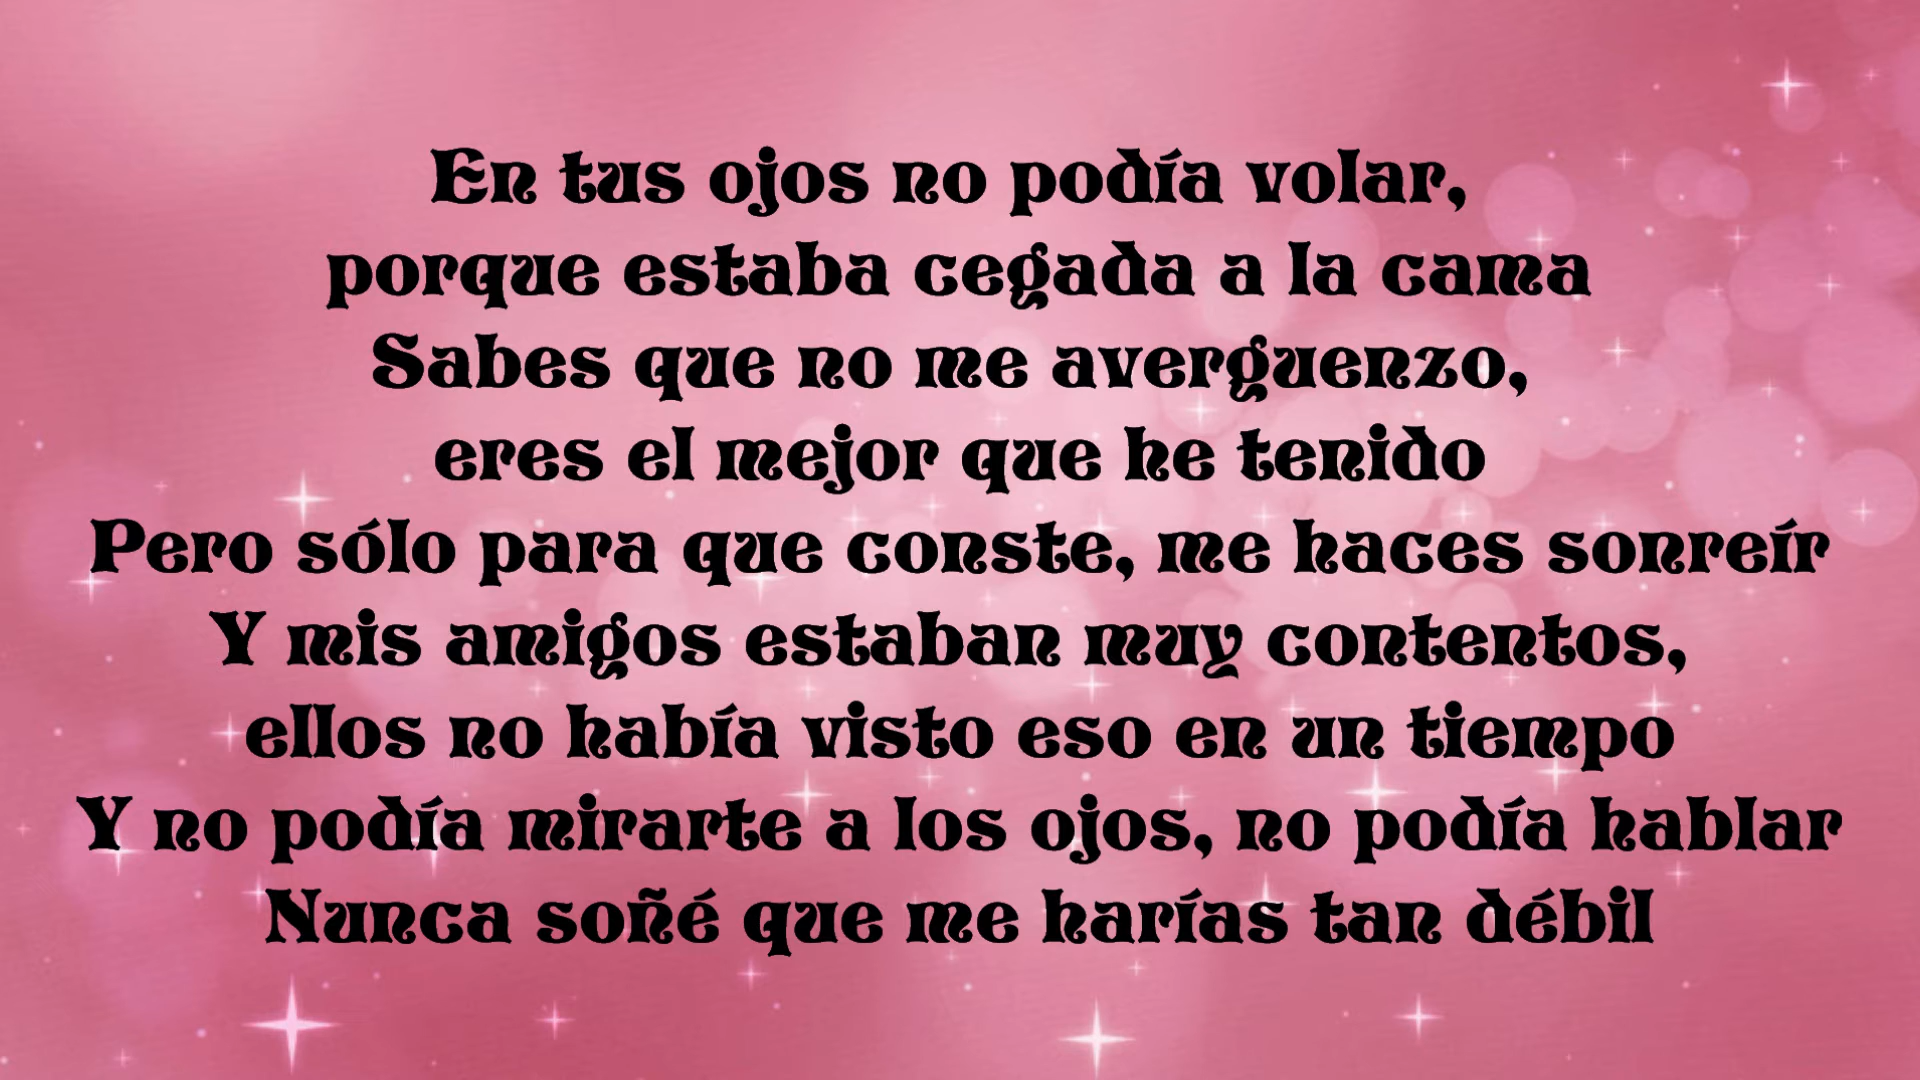 En tus ojos no podía volar,
porque estaba cegada a la cama
Sabes que no me averguenzo,
eres el mejor que he tenido
Pero sólo para que conste, me haces sonreír
Y mis amigos estaban muy contentos,
ellos no había visto eso en un tiempo
Y no podía mirarte a los ojos, no podía hablar
Nunca soñé que me harías tan débil